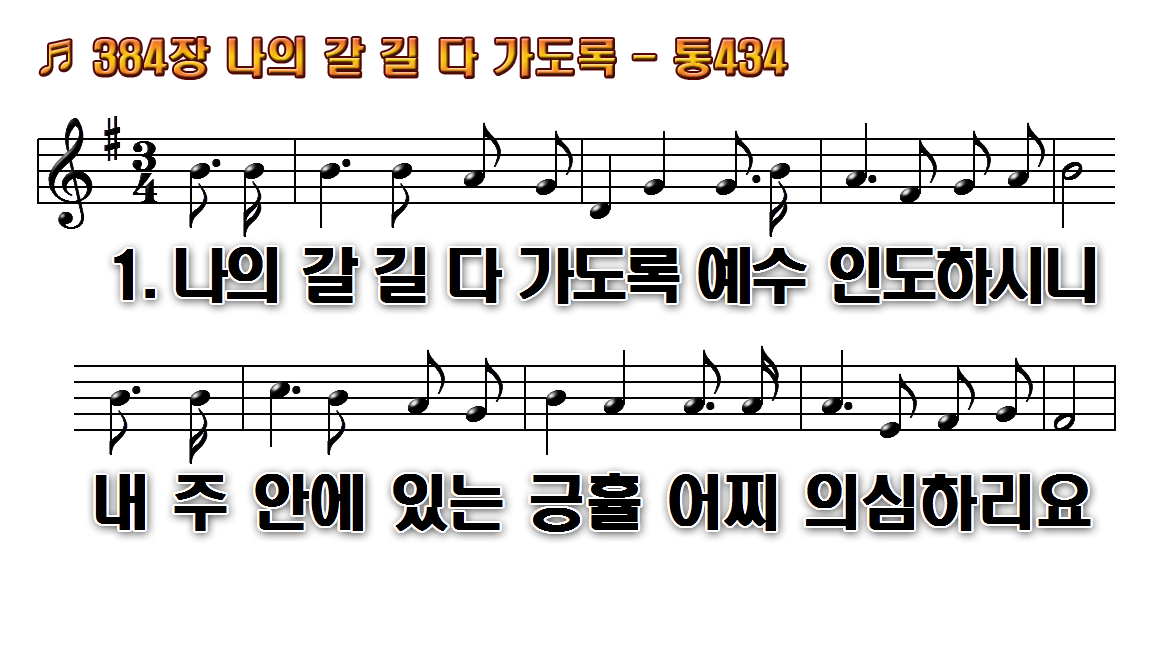 ♬ 384장 나의 갈 길 다 가도록 - 통434
3
4
1. 나의 갈 길 다 가도록 예수 인도하시니
내 주 안에 있는 긍휼 어찌 의심하리요